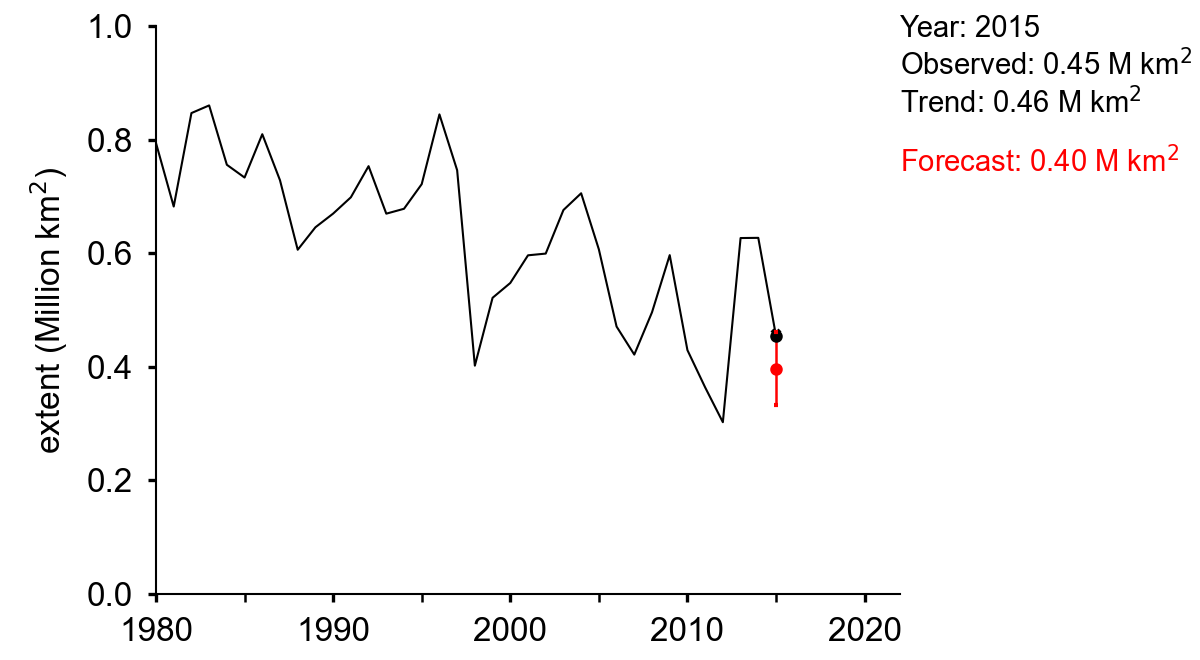 Year: 2015
Observed: 0.45 M km²
Trend: 0.46 M km²
Forecast: 0.40 M km²
extent (Million km²)
1.0
0.8
0.6
0.4
0.2
0.0
1980 1990 2000 2010 2020